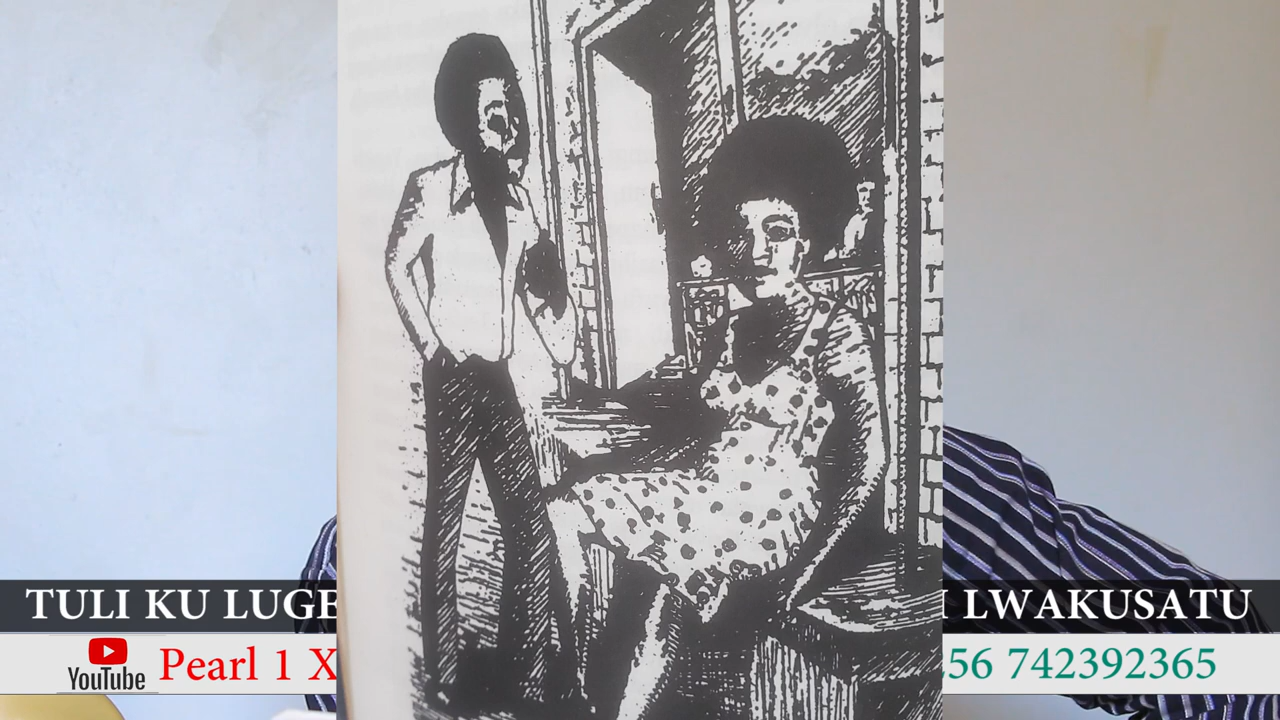 TULI KU LUGE
I LWAKUSATU
YouTube
Pearl 1 X
56 742392365